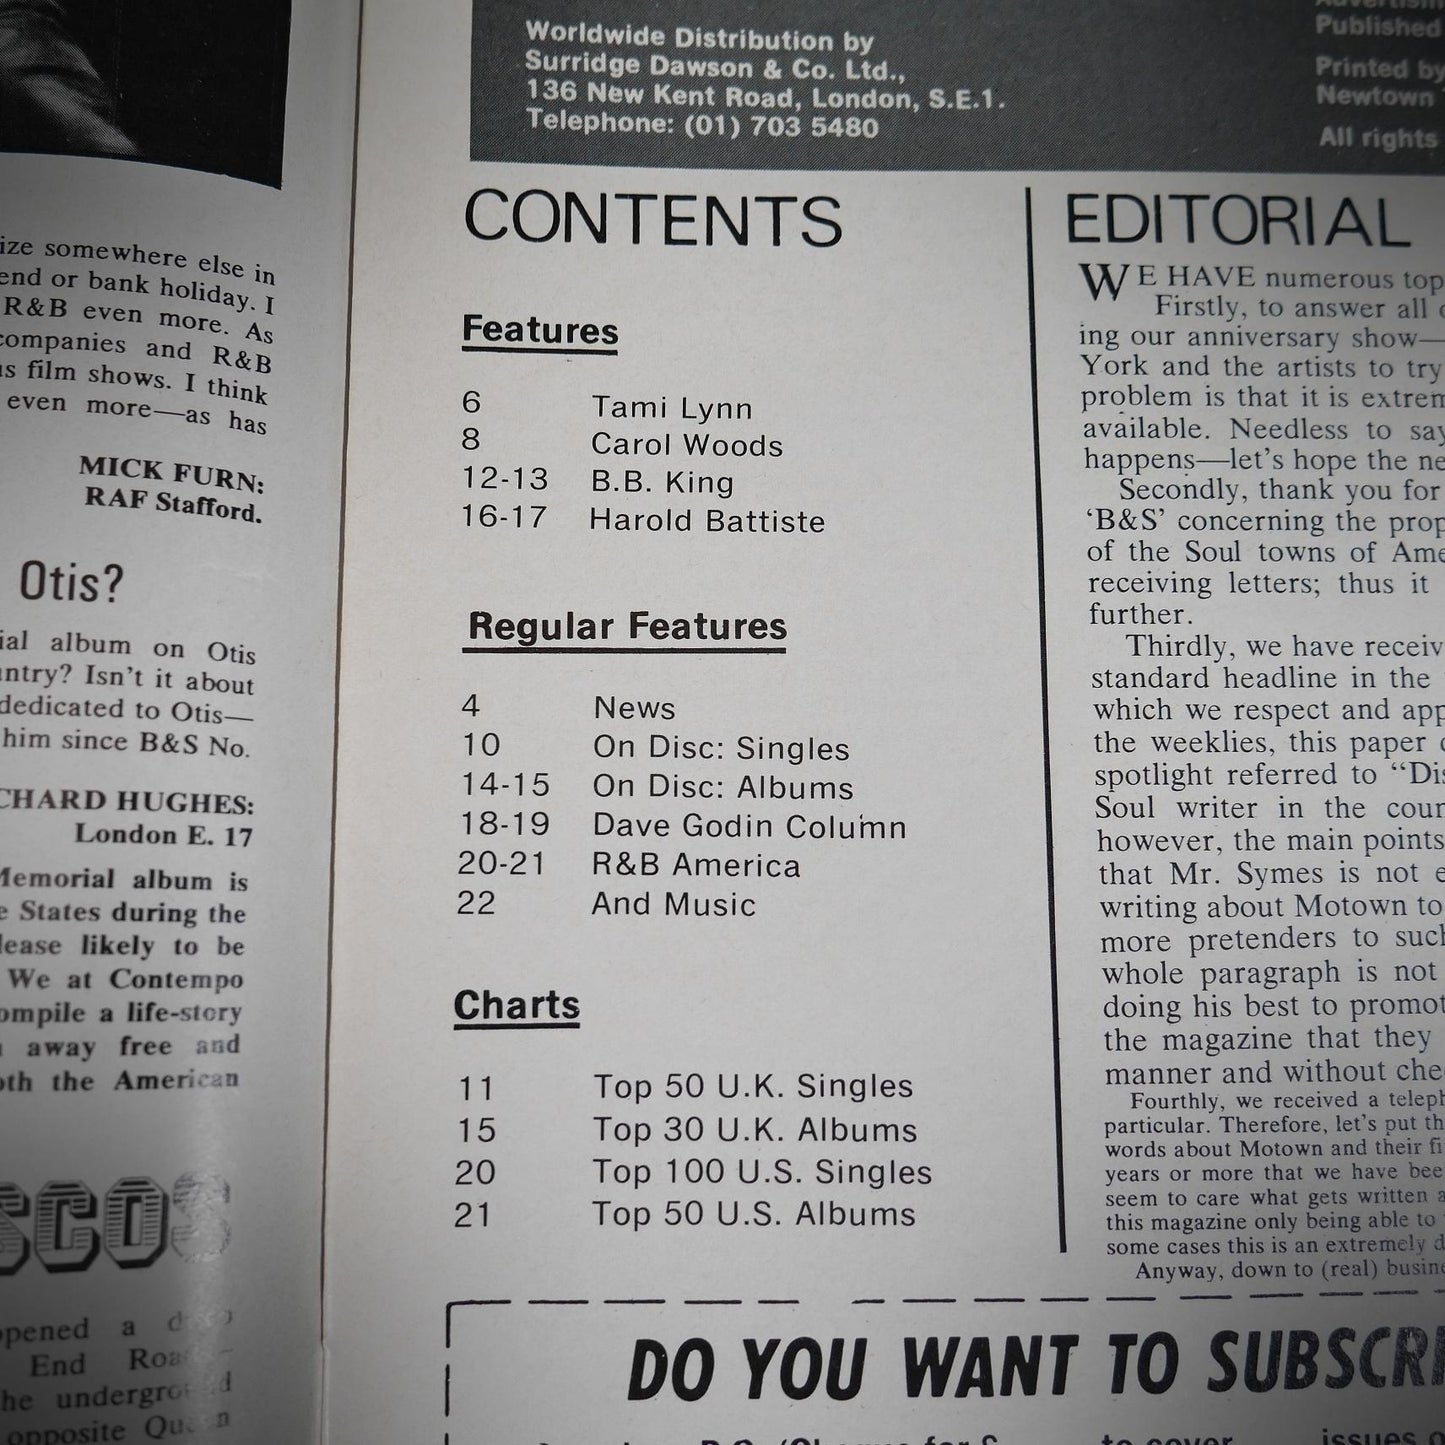 ize somewhere else in
end or bank holiday. I
R&B even more. As
companies and R&B
film shows. I think
even more—as has
MICK FURN:
RAF Stafford.
Otis?
album on Otis
Isn't it about
dedicated to Otis—
him since B&S No.
CHARD HUGHES:
London E. 17
Memorial album is
States during the
likely to be
We at Contempo
a life-story
away free and
the American
SCOS
opened a
End
opposite
Worldwide Distribution by
Surridge Dawson & Co. Ltd.,
136 New Kent Road, London, S.E.1.
Telephone: (01) 703 5480
Published
Printed by
Newtown
All rights
CONTENTS
Features
6 Tami Lynn
8 Carol Woods
12-13 B.B. King
16-17 Harold Battiste
Regular Features
4 News
10 On Disc: Singles
14-15 On Disc: Albums
18-19 Dave Godin Column
20-21 R&B America
22 And Music
Charts
11 Top 50 U.K. Singles
15 Top 30 U.K. Albums
20 Top 100 U.S. Singles
21 Top 50 U.S. Albums
EDITORIAL
WE HAVE numerous top
Firstly, to answer all
ing our anniversary show—
York and the artists to try
problem is that it is extrem
available. Needless to say
happens—let's hope the ne
Secondly, thank you for
'B&S' concerning the prop
of the Soul towns of Ame
receiving letters; thus it
further.
Thirdly, we have receiv
standard headline in the
which we respect and app
the weeklies, this paper
spotlight referred to "Dis
Soul writer in the coun
however, the main points
that Mr. Symes is not e
writing about Motown to
more pretenders to such
whole paragraph is not
doing his best to promot
the magazine that they
manner and without che
Fourthly, we received a teleph
particular. Therefore, let's put th
words about Motown and their fi
years or more that we have bee
seem to care what gets written a
this magazine only being able to
some cases this is an extremely d
Anyway, down to (real) busine
DO YOU WANT TO SUBSCRI
to cover
issues